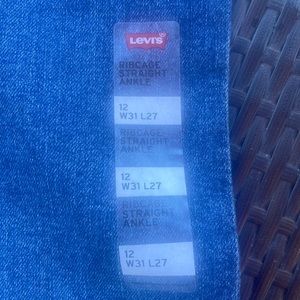 Levi's
RIBCAGE
STRAIGHT
ANKLE
12
W31 L27
RIBCAGE
STRAIGHT
ANKLE
12
W31 L27
RIBCAGE
STRAIGHT
ANKLE
12
W31 L27